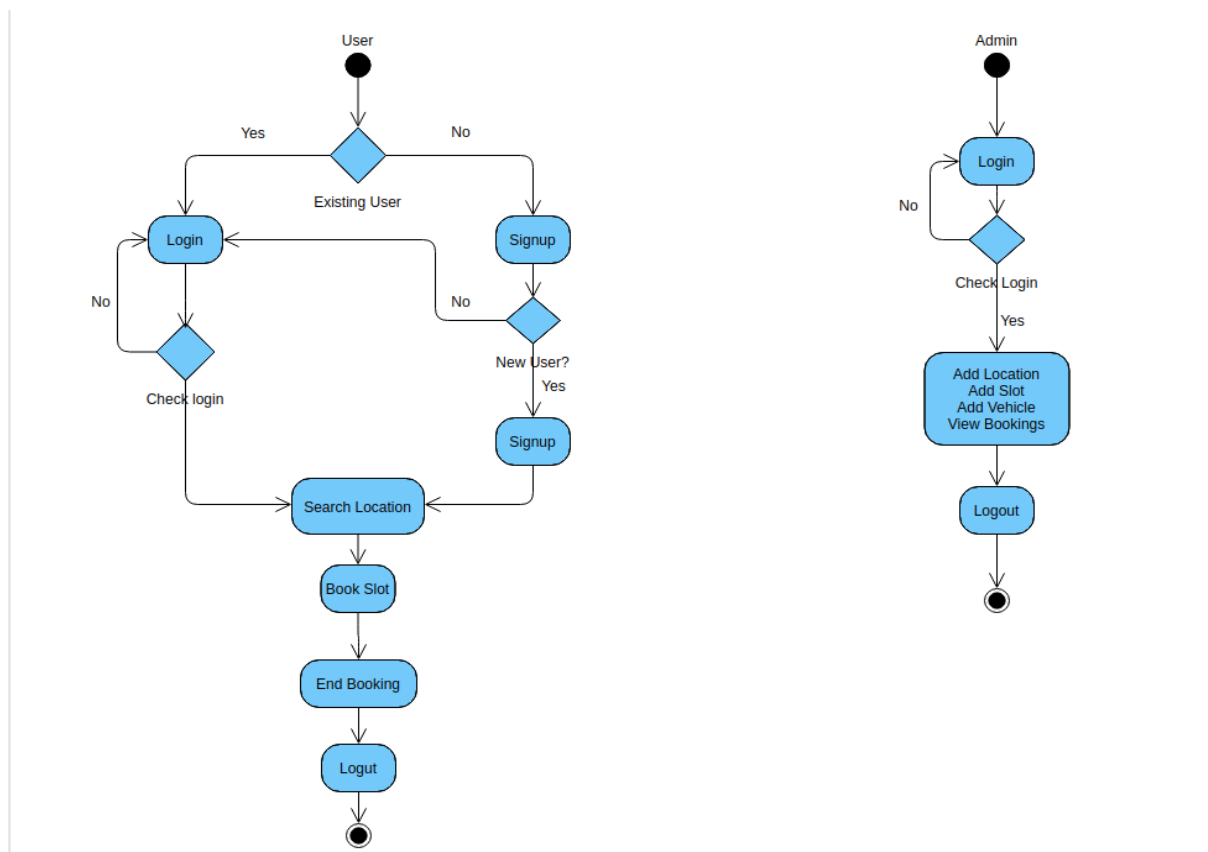 User
Yes
No
Existing User
Login
Signup
No
No
New User?
Yes
Check login
Signup
Search Location
Book Slot
End Booking
Logut
Admin
Login
No
Check Login
Yes
Add Location
Add Slot
Add Vehicle
View Bookings
Logout